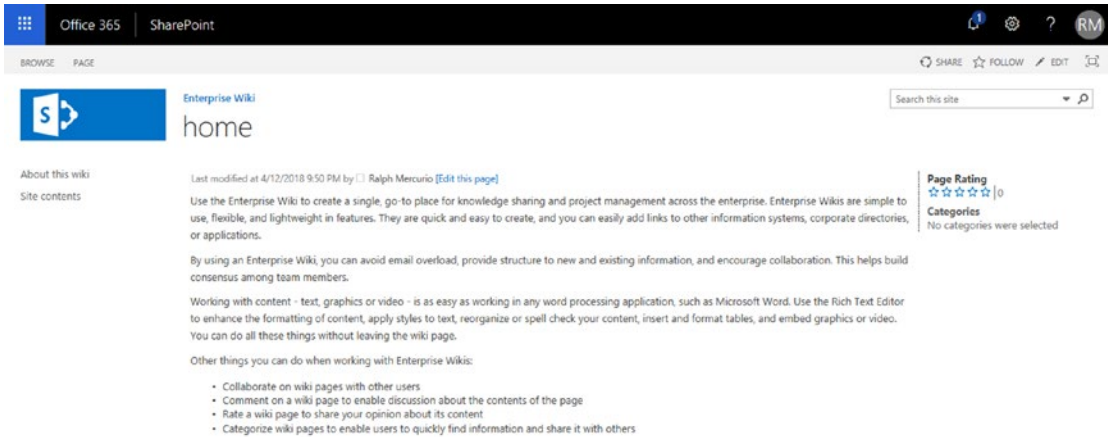 Office 365 SharePoint 1 ? RM
BROWSE PAGE SHARE FOLLOW EDIT
S
Enterprise Wiki
Search this site
home
About this wiki
Site contents
Last modified at 4/12/2018 9:50 PM by Ralph Mercurio [Edit this page]
Use the Enterprise Wiki to create a single, go-to place for knowledge sharing and project management across the enterprise. Enterprise Wikis are simple to
use, flexible, and lightweight in features. They are quick and easy to create, and you can easily add links to other information systems, corporate directories,
or applications.
By using an Enterprise Wiki, you can avoid email overload, provide structure to new and existing information, and encourage collaboration. This helps build
consensus among team members.
Working with content - text, graphics or video - is as easy as working in any word processing application, such as Microsoft Word. Use the Rich Text Editor
to enhance the formatting of content, apply styles to text, reorganize or spell check your content, insert and format tables, and embed graphics or video.
You can do all these things without leaving the wiki page.
Other things you can do when working with Enterprise Wikis:
• Collaborate on wiki pages with other users
• Comment on a wiki page to enable discussion about the contents of the page
• Rate a wiki page to share your opinion about its content
• Categorize wiki pages to enable users to quickly find information and share it with others
Page Rating
0
Categories
No categories were selected